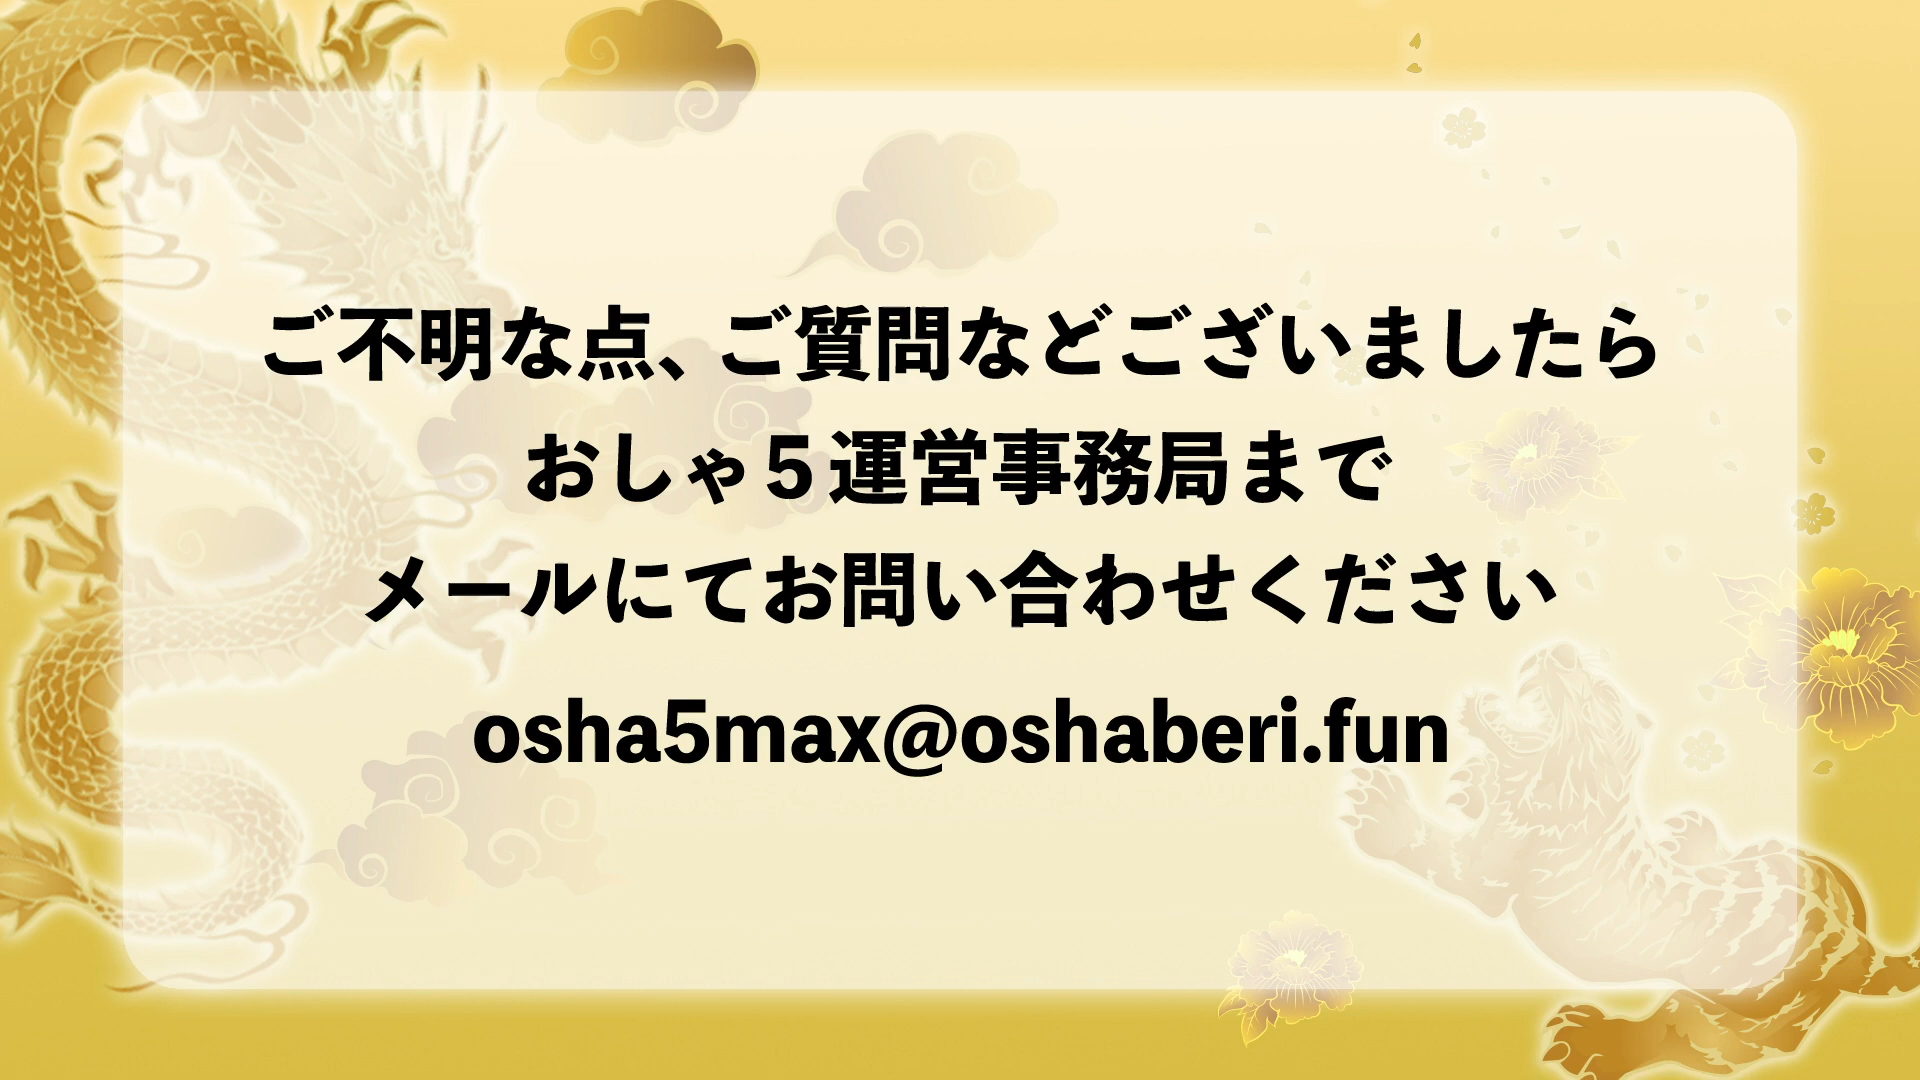 ご不明な点、ご質問などございましたら
おしゃ５運営事務局まで
メールにてお問い合わせください
osha5max@oshaberi.fun